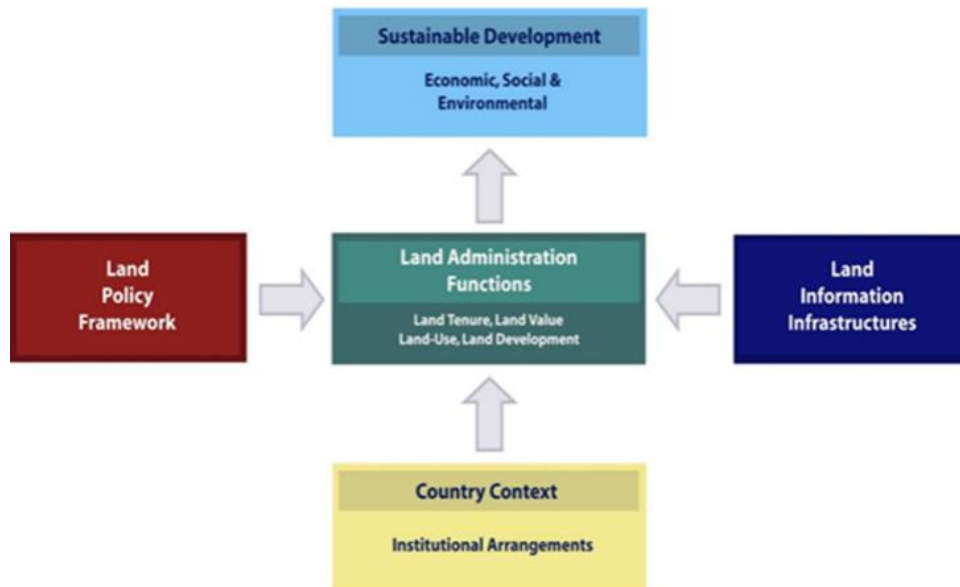 Sustainable Development
Economic, Social &
Environmental
Land
Policy
Framework
Land Administration
Functions
Land Tenure, Land Value
Land-Use, Land Development
Land
Information
Infrastructures
Country Context
Institutional Arrangements